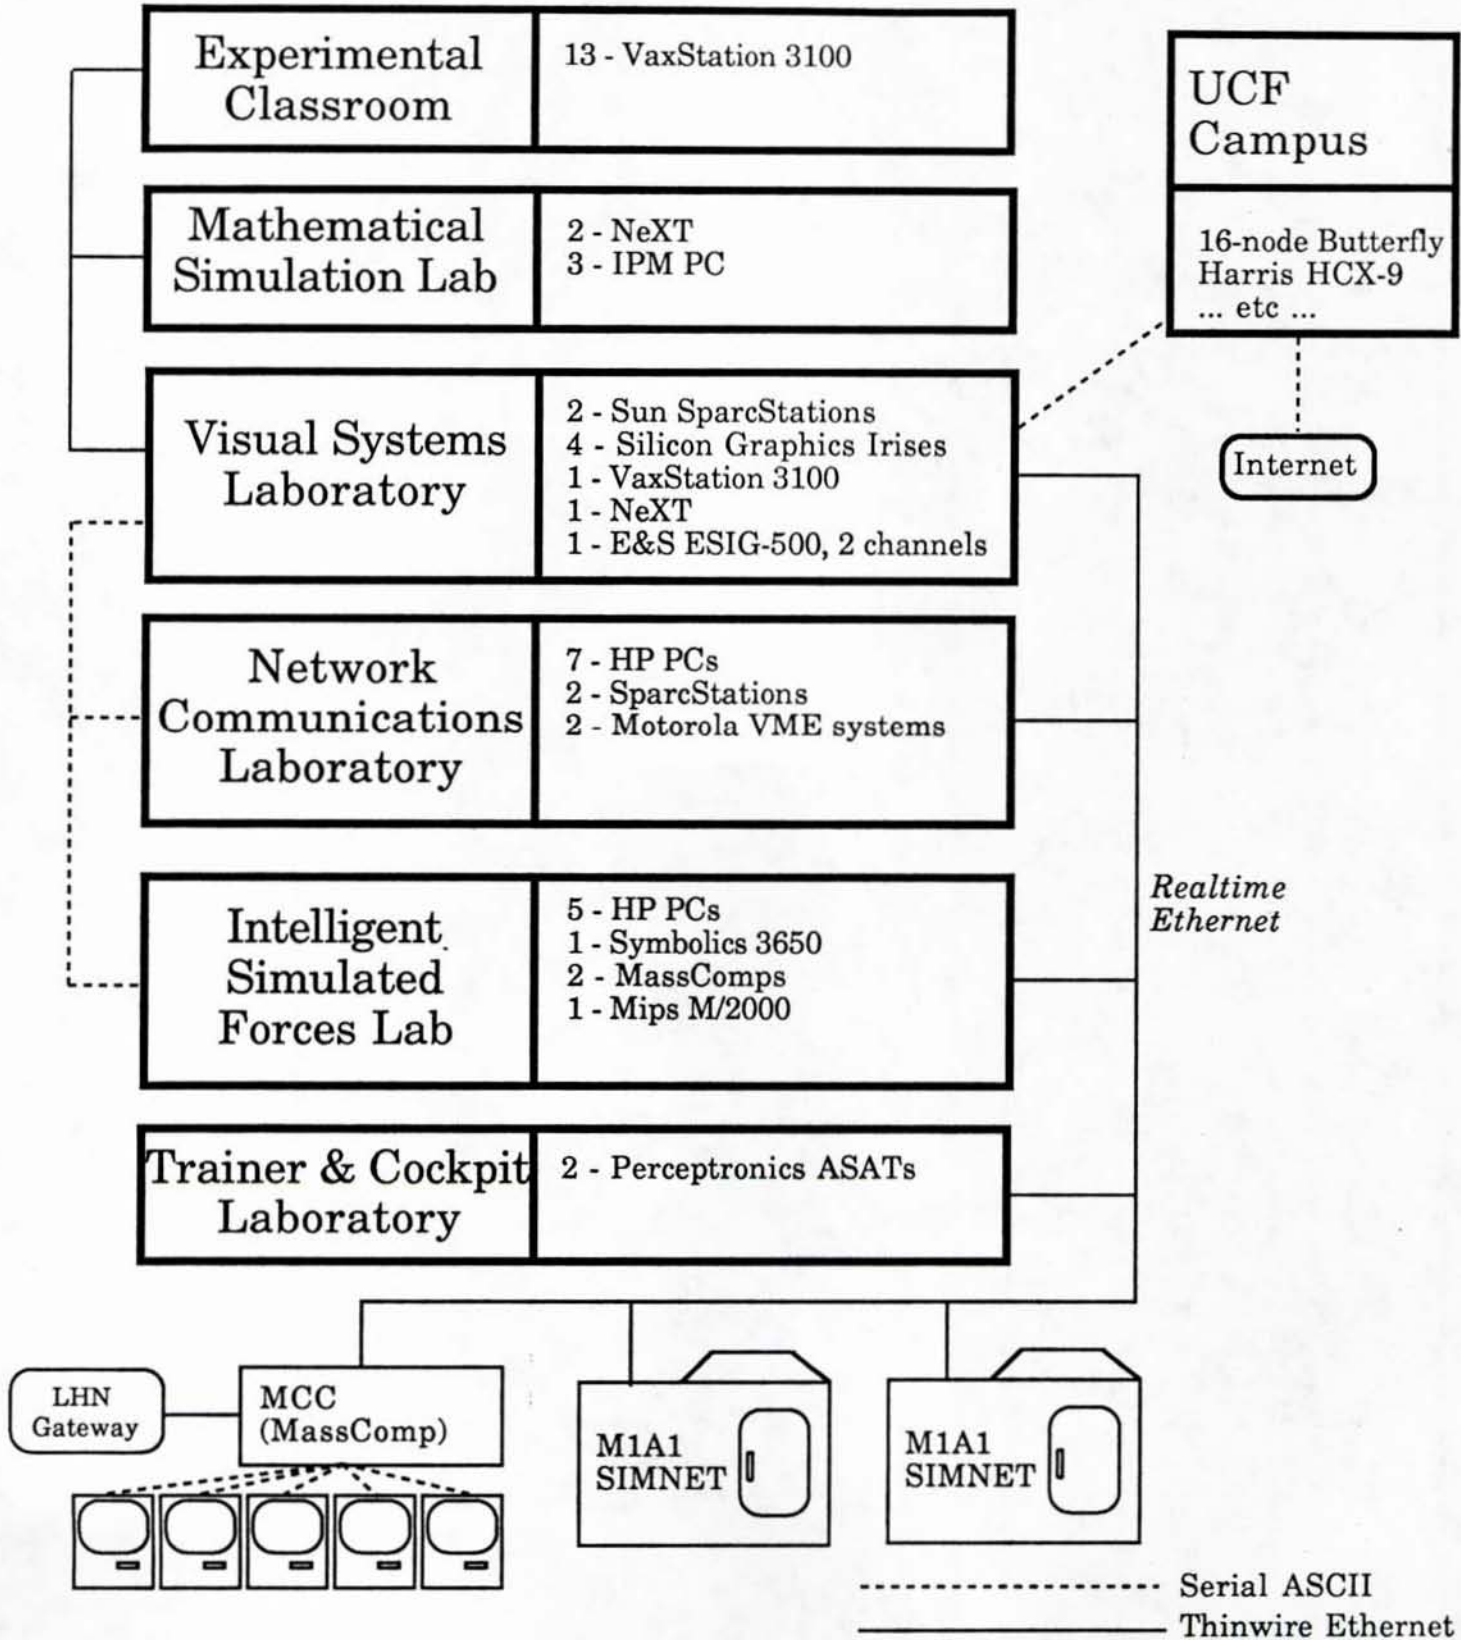 Experimental
Classroom
13 - VaxStation 3100
UCF
Campus
16-node Butterfly
Harris HCX-9
... etc ...
Mathematical
Simulation Lab
2 - NeXT
3 - IPM PC
Visual Systems
Laboratory
2 - Sun SparcStations
4 - Silicon Graphics Irises
1 - VaxStation 3100
1 - NeXT
1 - E&S ESIG-500, 2 channels
Internet
Network
Communications
Laboratory
7 - HP PCs
2 - SparcStations
2 - Motorola VME systems
Intelligent
Simulated
Forces Lab
5 - HP PCs
1 - Symbolics 3650
2 - MassComps
1 - Mips M/2000
Realtime
Ethernet
Trainer & Cockpit
Laboratory
2 - Perceptronics ASATs
LHN
Gateway
MCC
(MassComp)
M1A1
SIMNET
M1A1
SIMNET
Serial ASCII
Thinwire Ethernet